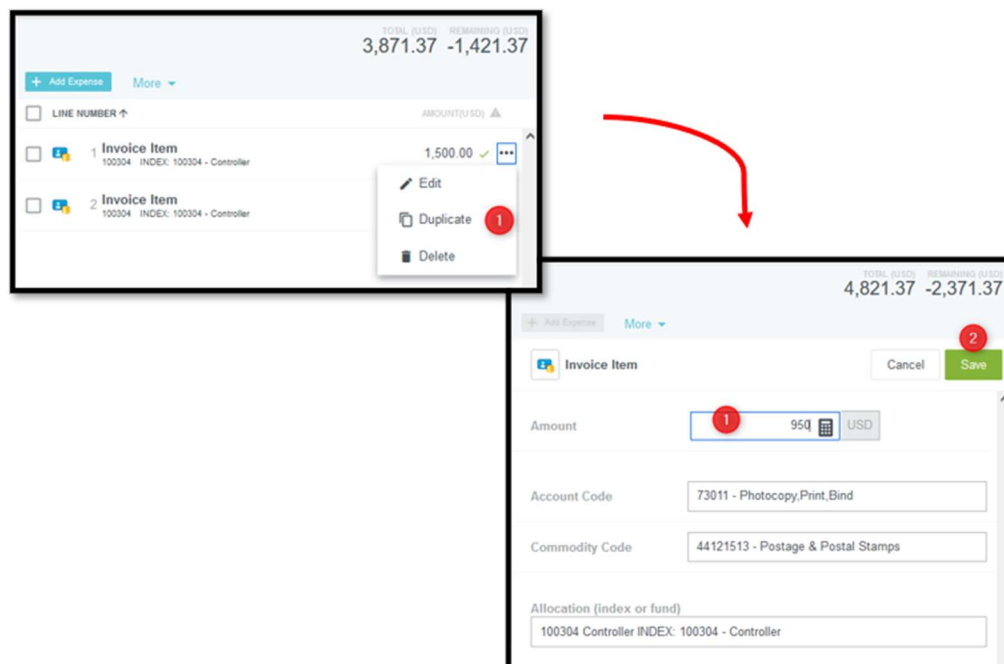 TOTAL (USD) REMAINING (USD)
3,871.37 -1,421.37
+ Add Expense More
LINE NUMBER AMOUNT(USD)
1 Invoice Item 1,500.00
100304 INDEX: 100304 - Controller
Edit
2 Invoice Item
100304 INDEX: 100304 - Controller
Duplicate 1
Delete
TOTAL (USD) REMAINING (USD)
4,821.37 -2,371.37
+ Add Expense More
2
Invoice Item Cancel Save
Amount 1 950 USD
Account Code 73011 - Photocopy,Print,Bind
Commodity Code 44121513 - Postage & Postal Stamps
Allocation (index or fund)
100304 Controller INDEX: 100304 - Controller